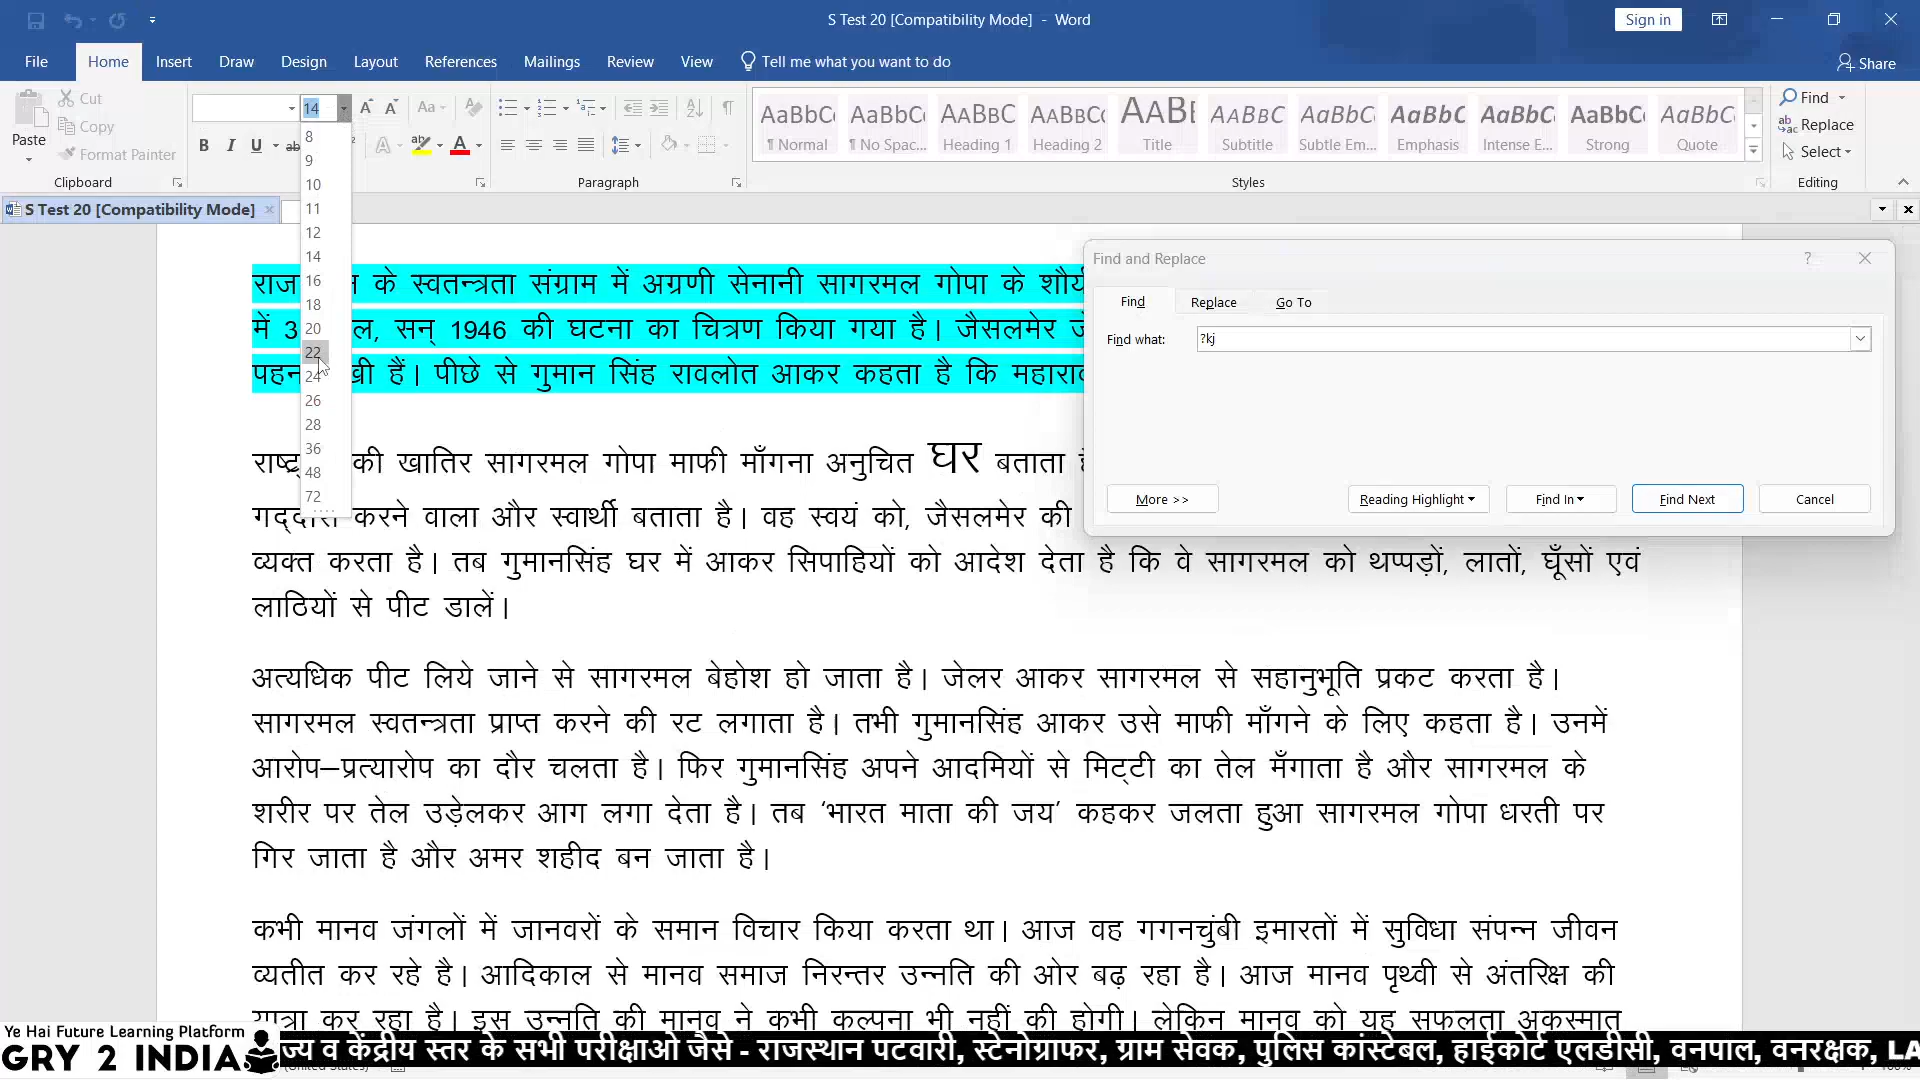 S Test 20 [Compatibility Mode] - Word
Sign in
File Home Insert Draw Design Layout References Mailings Review View Tell me what you want to do
Share
Paste
Cut
Copy
Format Painter
Clipboard
14
8
9
10
11
12
14
16
18
20
22
24
26
28
36
48
72
Paragraph
AaBbCc AaBbCc AaBbCc AaBbCc AaBb AaBbCc AaBbCc AaBbCc AaBbCc AaBbCc AaBbCc
¶ Normal ¶ No Spac... Heading 1 Heading 2 Title Subtitle Subtle Em... Emphasis Intense E... Strong Quote
Styles
Find
Replace
Select
Editing
S Test 20 [Compatibility Mode]
के स्वतन्त्रता संग्राम में अग्रणी सेनानी सागरमल गोपा के
में 3 सन् 1946 की घटना का चित्रण किया गया है। जैसलमेर
हैं। पीछे से गुमान सिंह रावलोत आकर कहता है कि
की खातिर सागरमल गोपा माफी माँगना अनुचित घर बताता
करने वाला और स्वार्थी बताता है। वह स्वयं को, जैसलमेर की
व्यक्त करता है। तब गुमानसिंह घर में आकर सिपाहियों को आदेश देता है कि वे सागरमल को थप्पड़ों, लातों, घूँसों एवं
लाठियों से पीट डालें।
अत्यधिक पीट लिये जाने से सागरमल बेहोश हो जाता है। जेलर आकर सागरमल से सहानुभूति प्रकट करता है।
सागरमल स्वतन्त्रता प्राप्त करने की रट लगाता है। तभी गुमानसिंह आकर उसे माफी माँगने के लिए कहता है। उनमें
आरोप–प्रत्यारोप का दौर चलता है। फिर गुमानसिंह अपने आदमियों से मिट्टी का तेल मँगाता है और सागरमल के
शरीर पर तेल उड़ेलकर आग लगा देता है। तब ‘भारत माता की जय’ कहकर जलता हुआ सागरमल गोपा धरती पर
गिर जाता है और अमर शहीद बन जाता है।
कभी मानव जंगलों में जानवरों के समान विचार किया करता था। आज वह गगनचुंबी इमारतों में सुविधा संपन्न जीवन
व्यतीत कर रहे है। आदिकाल से मानव समाज निरन्तर उन्नति की ओर बढ़ रहा है। आज मानव पृथ्वी से अंतरिक्ष की
यात्रा कर रहा है। इस उन्नति की मानव ने कभी कल्पना भी नहीं की होगी। लेकिन मानव को यह सफलता अकस्मात
Find and Replace
Find Replace Go To
Find what: ?kj
More >> Reading Highlight Find In Find Next Cancel
Ye Hai Future Learning Platform
GRY 2 INDIA
ज्य व केंद्रीय स्तर के सभी परीक्षाओ जैसे - राजस्थान पटवारी, स्टेनोग्राफर, ग्राम सेवक, पुलिस कांस्टेबल, हाईकोर्ट एलडीसी, वनपाल, वनरक्षक, LA